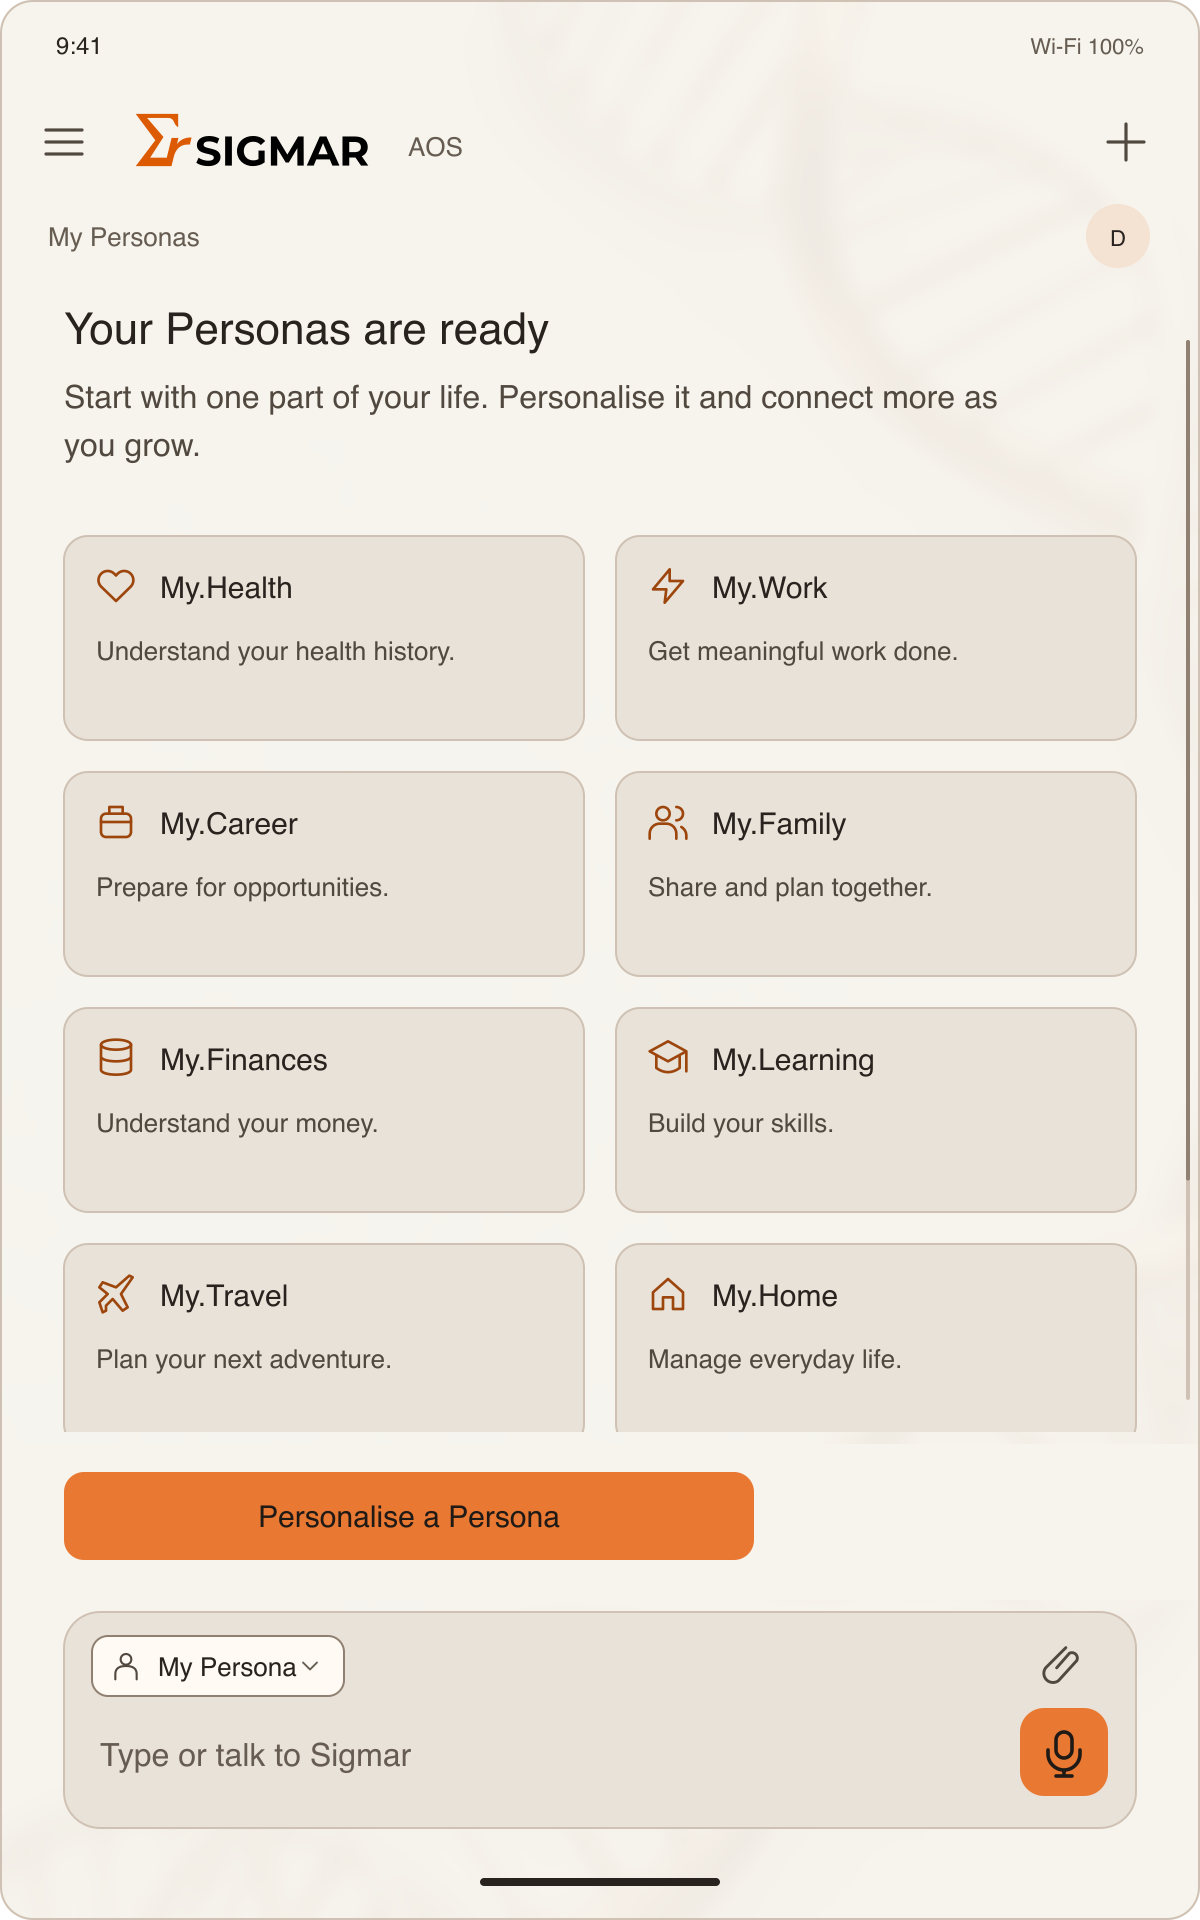 9:41
Wi-Fi 100%
Σr SIGMAR AOS
My Personas
D
Your Personas are ready
Start with one part of your life. Personalise it and connect more as
you grow.
My.Health
Understand your health history.
My.Work
Get meaningful work done.
My.Career
Prepare for opportunities.
My.Family
Share and plan together.
My.Finances
Understand your money.
My.Learning
Build your skills.
My.Travel
Plan your next adventure.
My.Home
Manage everyday life.
Personalise a Persona
My Persona
Type or talk to Sigmar